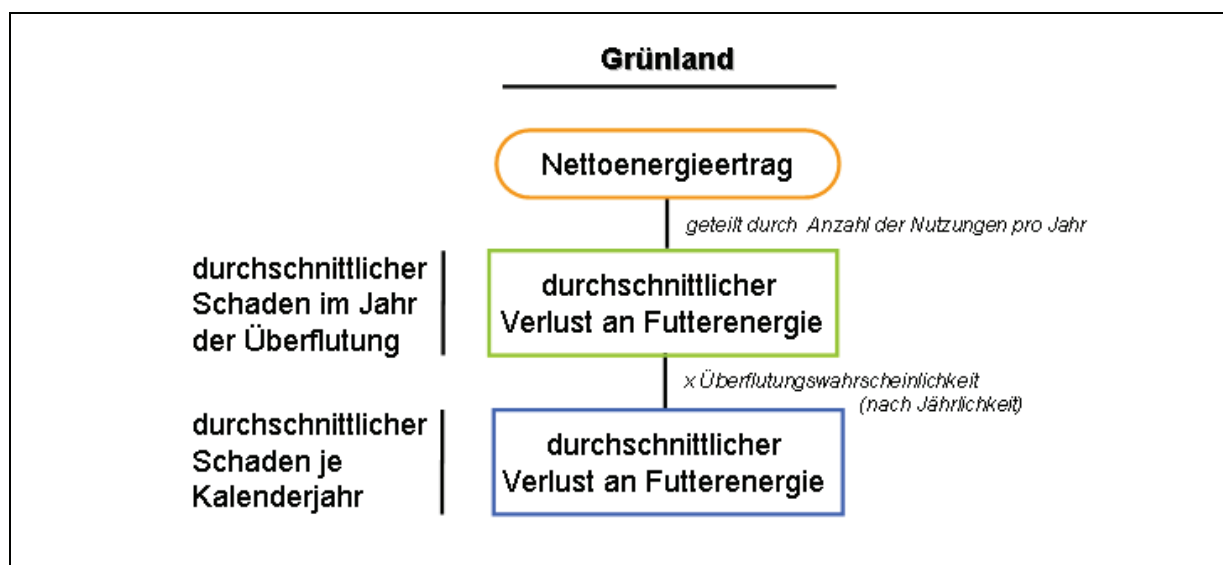 Grünland
Nettoenergieertrag
geteilt durch Anzahl der Nutzungen pro Jahr
durchschnittlicher
Schaden im Jahr
der Überflutung
durchschnittlicher
Verlust an Futterenergie
x Überflutungswahrscheinlichkeit
(nach Jährlichkeit)
durchschnittlicher
Schaden je
Kalenderjahr
durchschnittlicher
Verlust an Futterenergie